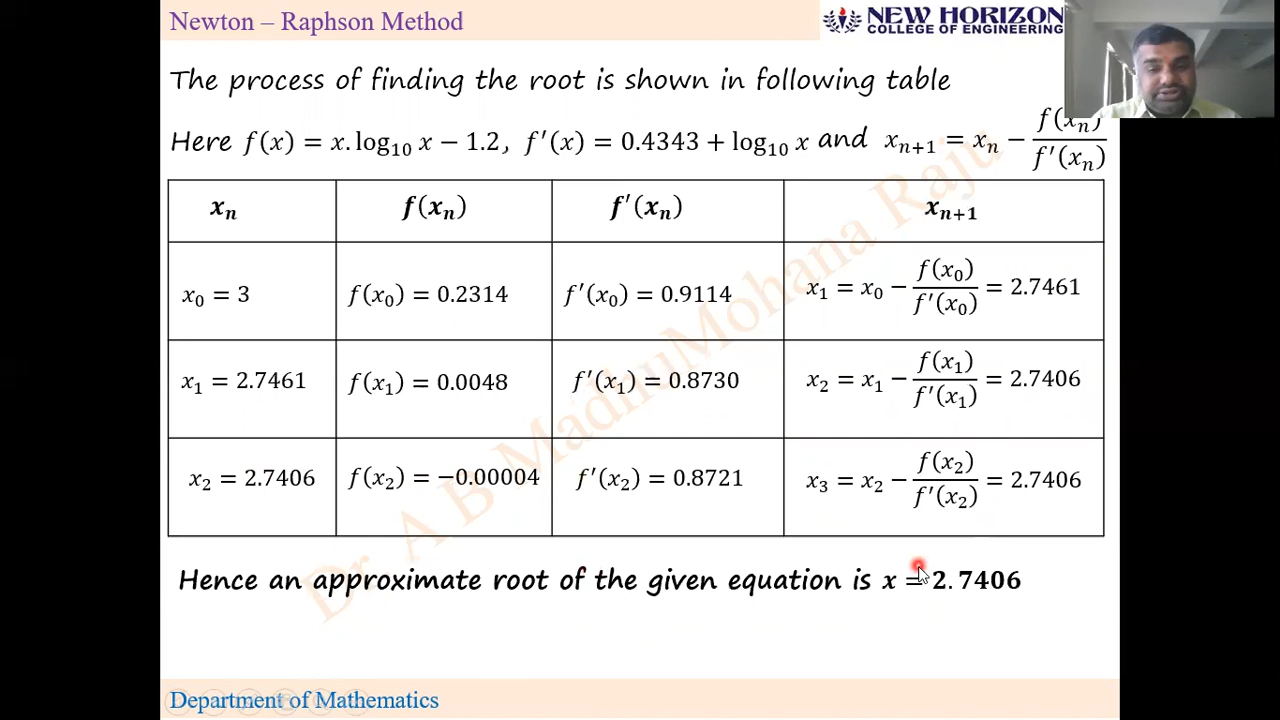 Newton – Raphson Method
NEW HORIZON
COLLEGE OF ENGINEERING
The process of finding the root is shown in following table
Here f(x) = x.log₁₀ x − 1.2, f′(x) = 0.4343 + log₁₀ x and xₙ₊₁ = xₙ − f(xₙ)/f′(xₙ)
xₙ f(xₙ) f′(xₙ) xₙ₊₁
x₀ = 3 f(x₀) = 0.2314 f′(x₀) = 0.9114 x₁ = x₀ − f(x₀)/f′(x₀) = 2.7461
x₁ = 2.7461 f(x₁) = 0.0048 f′(x₁) = 0.8730 x₂ = x₁ − f(x₁)/f′(x₁) = 2.7406
x₂ = 2.7406 f(x₂) = −0.00004 f′(x₂) = 0.8721 x₃ = x₂ − f(x₂)/f′(x₂) = 2.7406
Hence an approximate root of the given equation is x = 2.7406
Dr. A B MadhuMohana Raju
Department of Mathematics